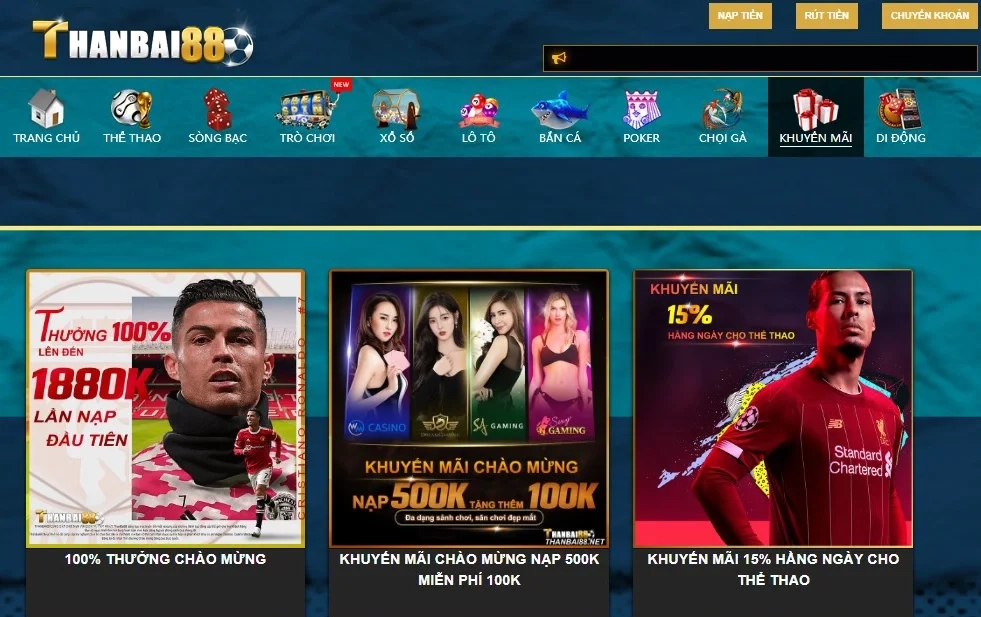 NẠP TIỀN
RÚT TIỀN
CHUYỂN KHOẢN
THANBAI88
NEW
TRANG CHỦ
THỂ THAO
SÒNG BẠC
TRÒ CHƠI
XỔ SỐ
LÔ TÔ
BẮN CÁ
POKER
CHỌI GÀ
KHUYẾN MÃI
DI ĐỘNG
THƯỞNG 100%
LÊN ĐẾN
1880K
LẦN NẠP
ĐẦU TIÊN
CRISTIANO RONALDO #7
THANBAI88
100% THƯỞNG CHÀO MỪNG
CASINO
SA GAMING
Sexy
GAMING
KHUYẾN MÃI CHÀO MỪNG
NẠP 500K TẶNG THÊM 100K
Đa dạng sảnh chơi, sân chơi đẹp mắt
THANBAI88
THANBAI88.NET
KHUYẾN MÃI CHÀO MỪNG NẠP 500K
MIỄN PHÍ 100K
KHUYẾN MÃI
15%
HÀNG NGÀY CHO THỂ THAO
NB
Standard
Chartered
KHUYẾN MÃI 15% HẰNG NGÀY CHO
THỂ THAO